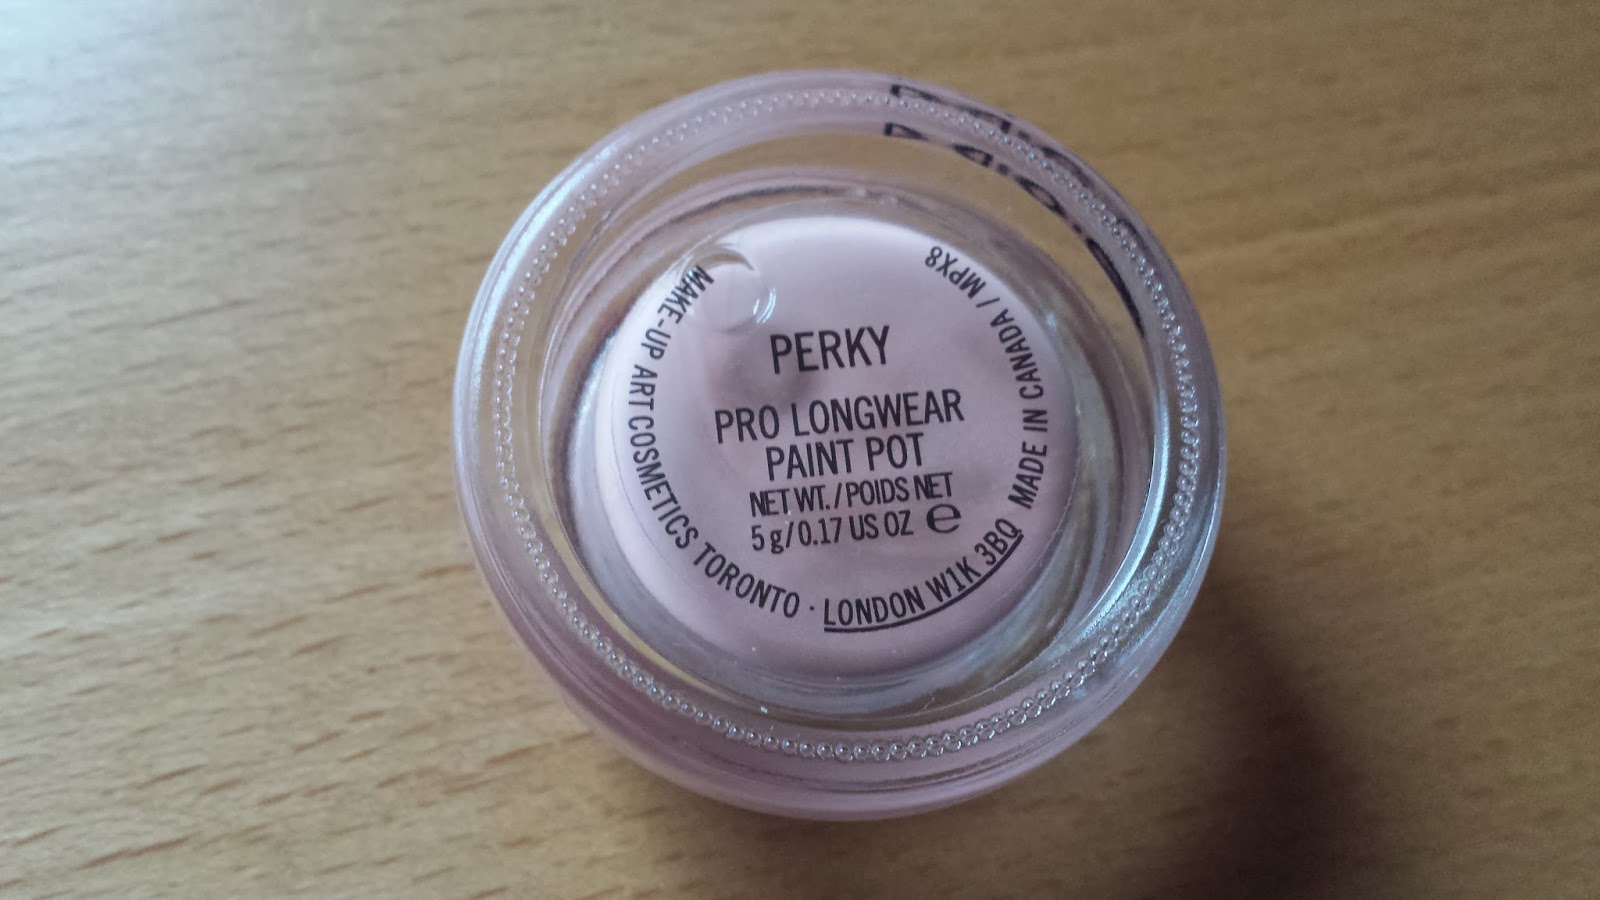 PERKY
PRO LONGWEAR
PAINT POT
NET WT./POIDS NET
5 g/0.17 US OZ e
MAKE-UP ART COSMETICS TORONTO · LONDON W1K 3BQ MADE IN CANADA / MPX8